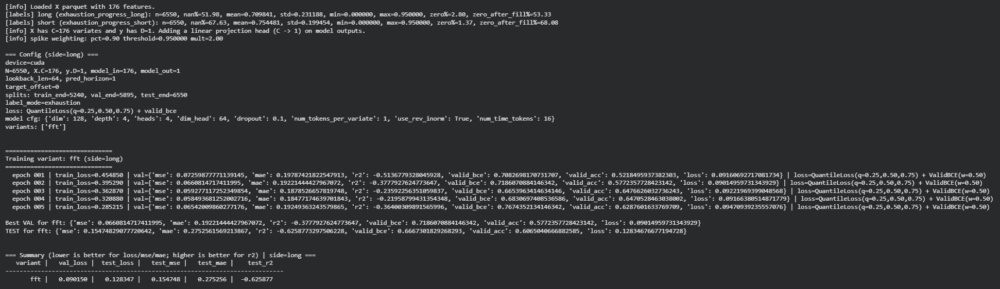 [info] Loaded X parquet with 176 features.
[labels] long (exhaustion_progress_long): n=6550, nan%=51.98, mean=0.709841, std=0.231188, min=0.000000, max=0.950000, zero%=2.80, zero_after_fill%=53.33
[labels] short (exhaustion_progress_short): n=6550, nan%=67.63, mean=0.754481, std=0.199454, min=0.000000, max=0.950000, zero%=1.37, zero_after_fill%=68.08
[info] X has C=176 variates and y has D=1. Adding a linear projection head (C -> 1) on model outputs.
[info] spike weighting: pct=0.90 threshold=0.950000 mult=2.00
=== Config (side=long) ===
device=cuda
N=6550, X.C=176, y.D=1, model_in=176, model_out=1
lookback_len=64, pred_horizon=1
target_offset=0
splits: train_end=5240, val_end=5895, test_end=6550
label_mode=exhaustion
loss: QuantileLoss(q=0.25,0.50,0.75) + valid_bce
model cfg: {'dim': 128, 'depth': 4, 'heads': 4, 'dim_head': 64, 'dropout': 0.1, 'num_tokens_per_variate': 1, 'use_rev_inorm': True, 'num_time_tokens': 16}
variants: ['fft']
==============================
Training variant: fft (side=long)
==============================
epoch 001 | train_loss=0.454850 | val={'mse': 0.07259877771139145, 'mae': 0.19787421822547913, 'r2': -0.5136779328045928, 'valid_bce': 0.7082698170731707, 'valid_acc': 0.5218495937382303, 'loss': 0.09160692717081734} | loss=QuantileLoss(q=0.25,0.50,0.75) + ValidBCE(w=0.50)
epoch 002 | train_loss=0.395290 | val={'mse': 0.0660814717411995, 'mae': 0.19221444427967072, 'r2': -0.3777927624773647, 'valid_bce': 0.7186070884146342, 'valid_acc': 0.5772357728423142, 'loss': 0.09014959731343929} | loss=QuantileLoss(q=0.25,0.50,0.75) + ValidBCE(w=0.50)
epoch 003 | train_loss=0.362870 | val={'mse': 0.059277117252349854, 'mae': 0.1878526657819748, 'r2': -0.23592256351059837, 'valid_bce': 0.6653963414634146, 'valid_acc': 0.6476626032736243, 'loss': 0.09221969399048568} | loss=QuantileLoss(q=0.25,0.50,0.75) + ValidBCE(w=0.50)
epoch 004 | train_loss=0.320880 | val={'mse': 0.058493681252002716, 'mae': 0.18477174639701843, 'r2': -0.21958799431354348, 'valid_bce': 0.6830697408536586, 'valid_acc': 0.6470528463038002, 'loss': 0.09166380514871779} | loss=QuantileLoss(q=0.25,0.50,0.75) + ValidBCE(w=0.50)
epoch 005 | train_loss=0.285215 | val={'mse': 0.06542009860277176, 'mae': 0.19249363243579865, 'r2': -0.36400309891565996, 'valid_bce': 0.7674352134146342, 'valid_acc': 0.6287601633769709, 'loss': 0.09470939235557076} | loss=QuantileLoss(q=0.25,0.50,0.75) + ValidBCE(w=0.50)
Best VAL for fft: {'mse': 0.0660814717411995, 'mae': 0.19221444427967072, 'r2': -0.3777927624773647, 'valid_bce': 0.7186070884146342, 'valid_acc': 0.5772357728423142, 'loss': 0.09014959731343929}
TEST for fft: {'mse': 0.15474829077720642, 'mae': 0.2752561569213867, 'r2': -0.6258773297506228, 'valid_bce': 0.6667301829268293, 'valid_acc': 0.6065040666882585, 'loss': 0.12834676677194728}
=== Summary (lower is better for loss/mse/mae; higher is better for r2) | side=long ===
variant | val_loss | test_loss | test_mse | test_mae | test_r2
------------------------------------------------------------------------------
fft | 0.090150 | 0.128347 | 0.154748 | 0.275256 | -0.625877